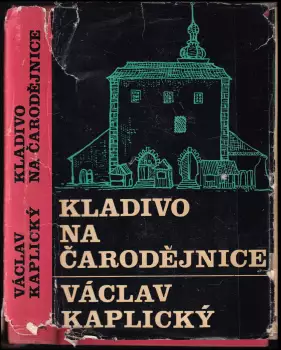 VÁCLAV
KAPLICKÝ
KLADIVO
NA ČARODĚJNICE
KLADIVO
NA
ČARODĚJNICE
VÁCLAV
KAPLICKÝ